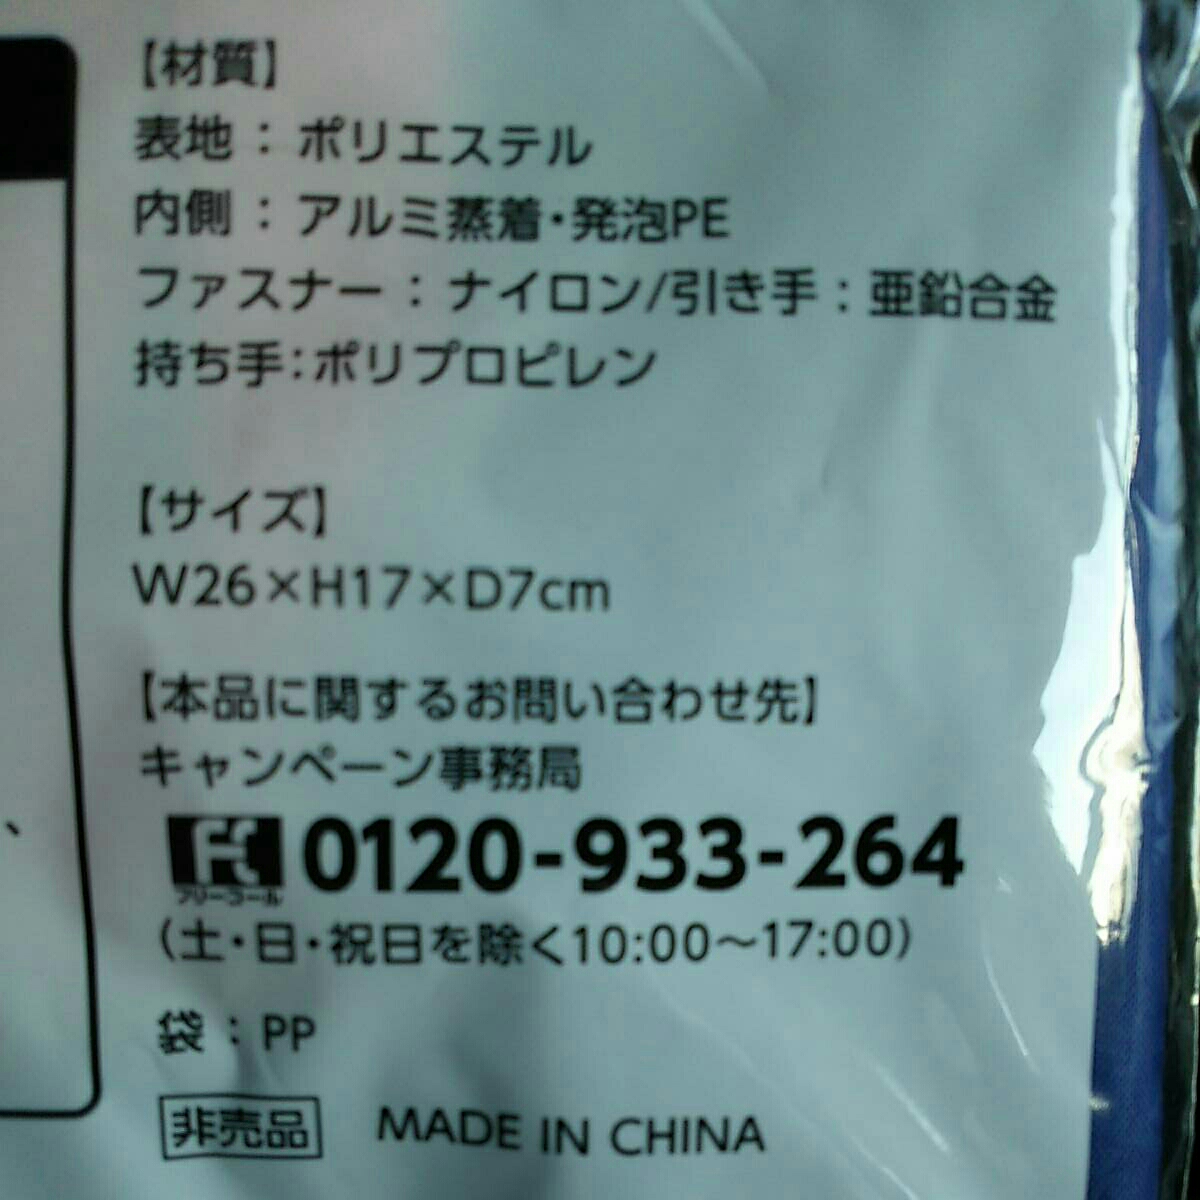 【材質】
表地：ポリエステル
内側：アルミ蒸着・発泡PE
ファスナー：ナイロン/引き手：亜鉛合金
持ち手：ポリプロピレン
【サイズ】
W26×H17×D7cm
【本品に関するお問い合わせ先】
キャンペーン事務局
フリーコール 0120-933-264
（土・日・祝日を除く10:00～17:00）
袋：PP
非売品 MADE IN CHINA